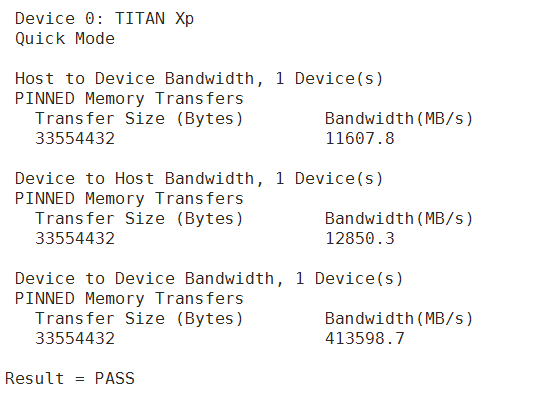 Device 0: TITAN Xp
Quick Mode
Host to Device Bandwidth, 1 Device(s)
PINNED Memory Transfers
Transfer Size (Bytes) Bandwidth(MB/s)
33554432 11607.8
Device to Host Bandwidth, 1 Device(s)
PINNED Memory Transfers
Transfer Size (Bytes) Bandwidth(MB/s)
33554432 12850.3
Device to Device Bandwidth, 1 Device(s)
PINNED Memory Transfers
Transfer Size (Bytes) Bandwidth(MB/s)
33554432 413598.7
Result = PASS